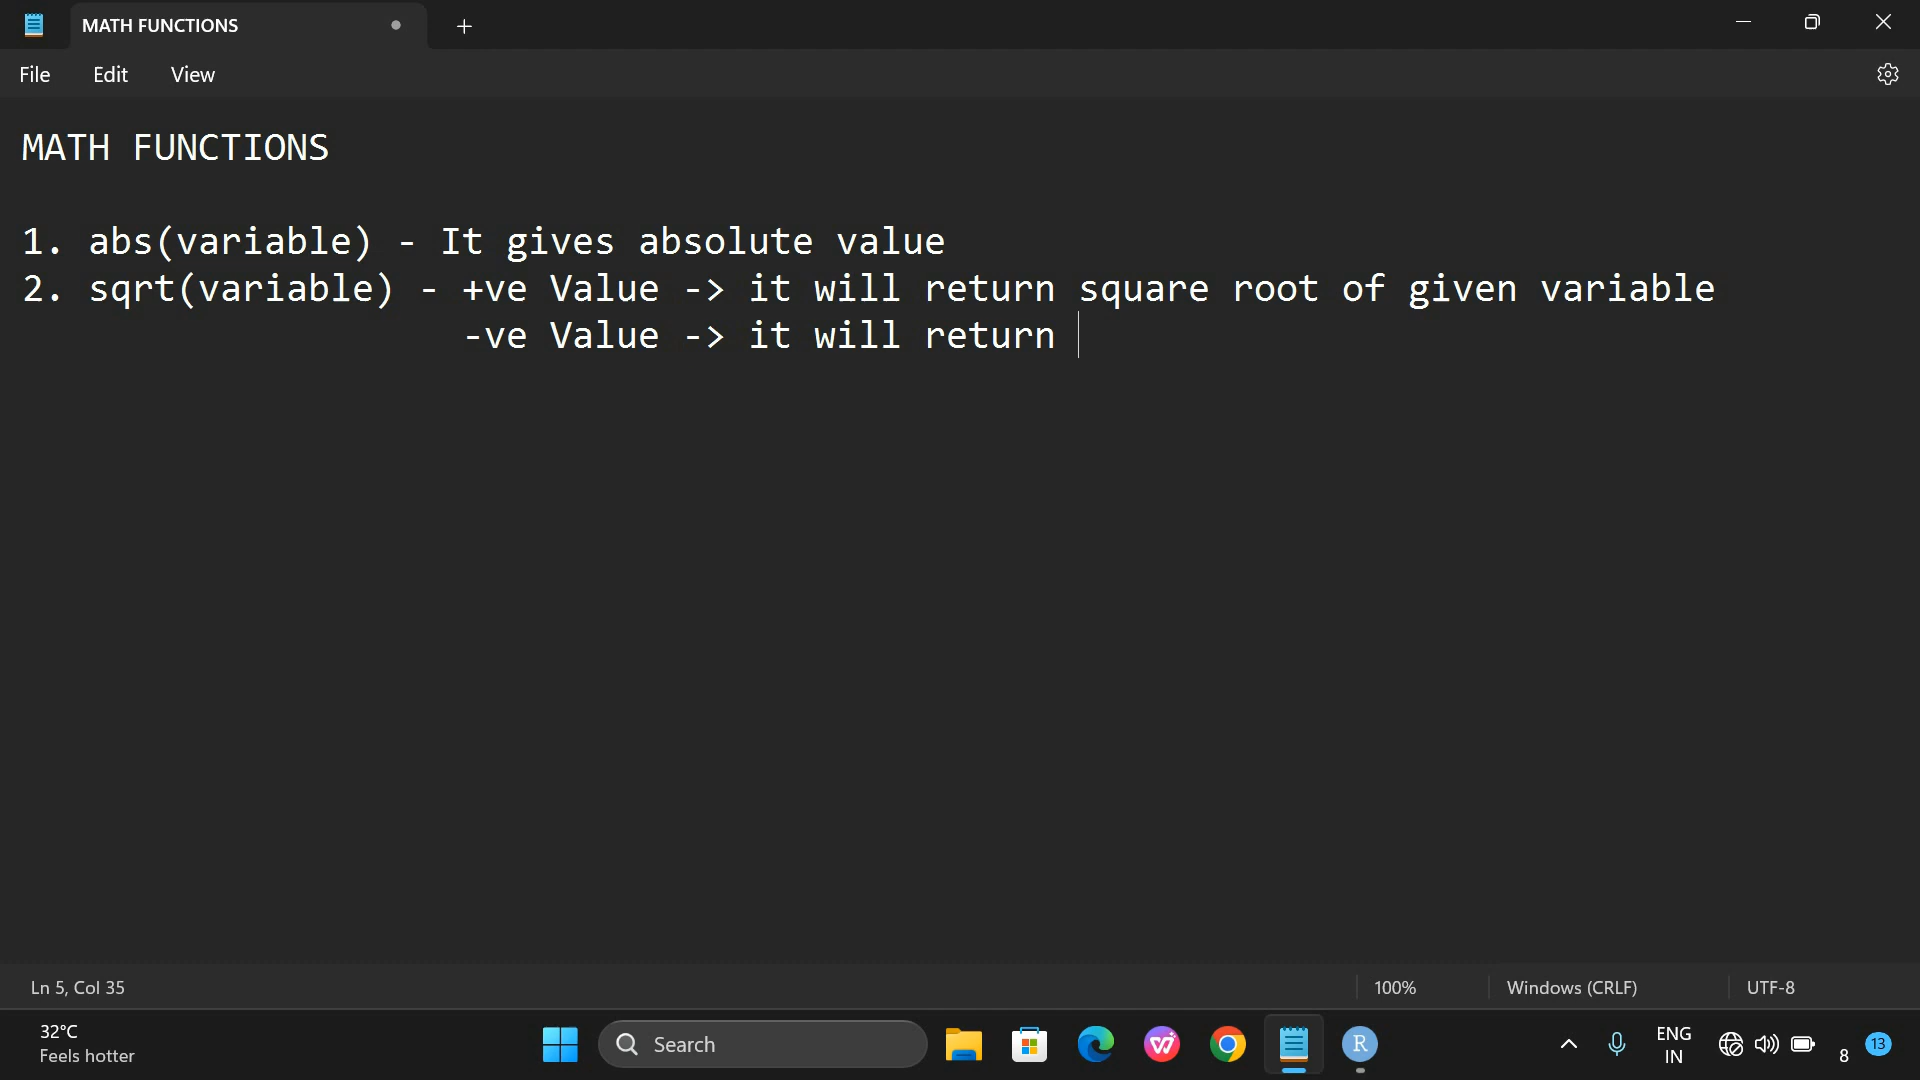 MATH FUNCTIONS
File Edit View
MATH FUNCTIONS
1. abs(variable) - It gives absolute value
2. sqrt(variable) - +ve Value -> it will return square root of given variable
-ve Value -> it will return
Ln 5, Col 35
100%
Windows (CRLF)
UTF-8
32°C
Feels hotter
Search
R
ENG
IN
8
13